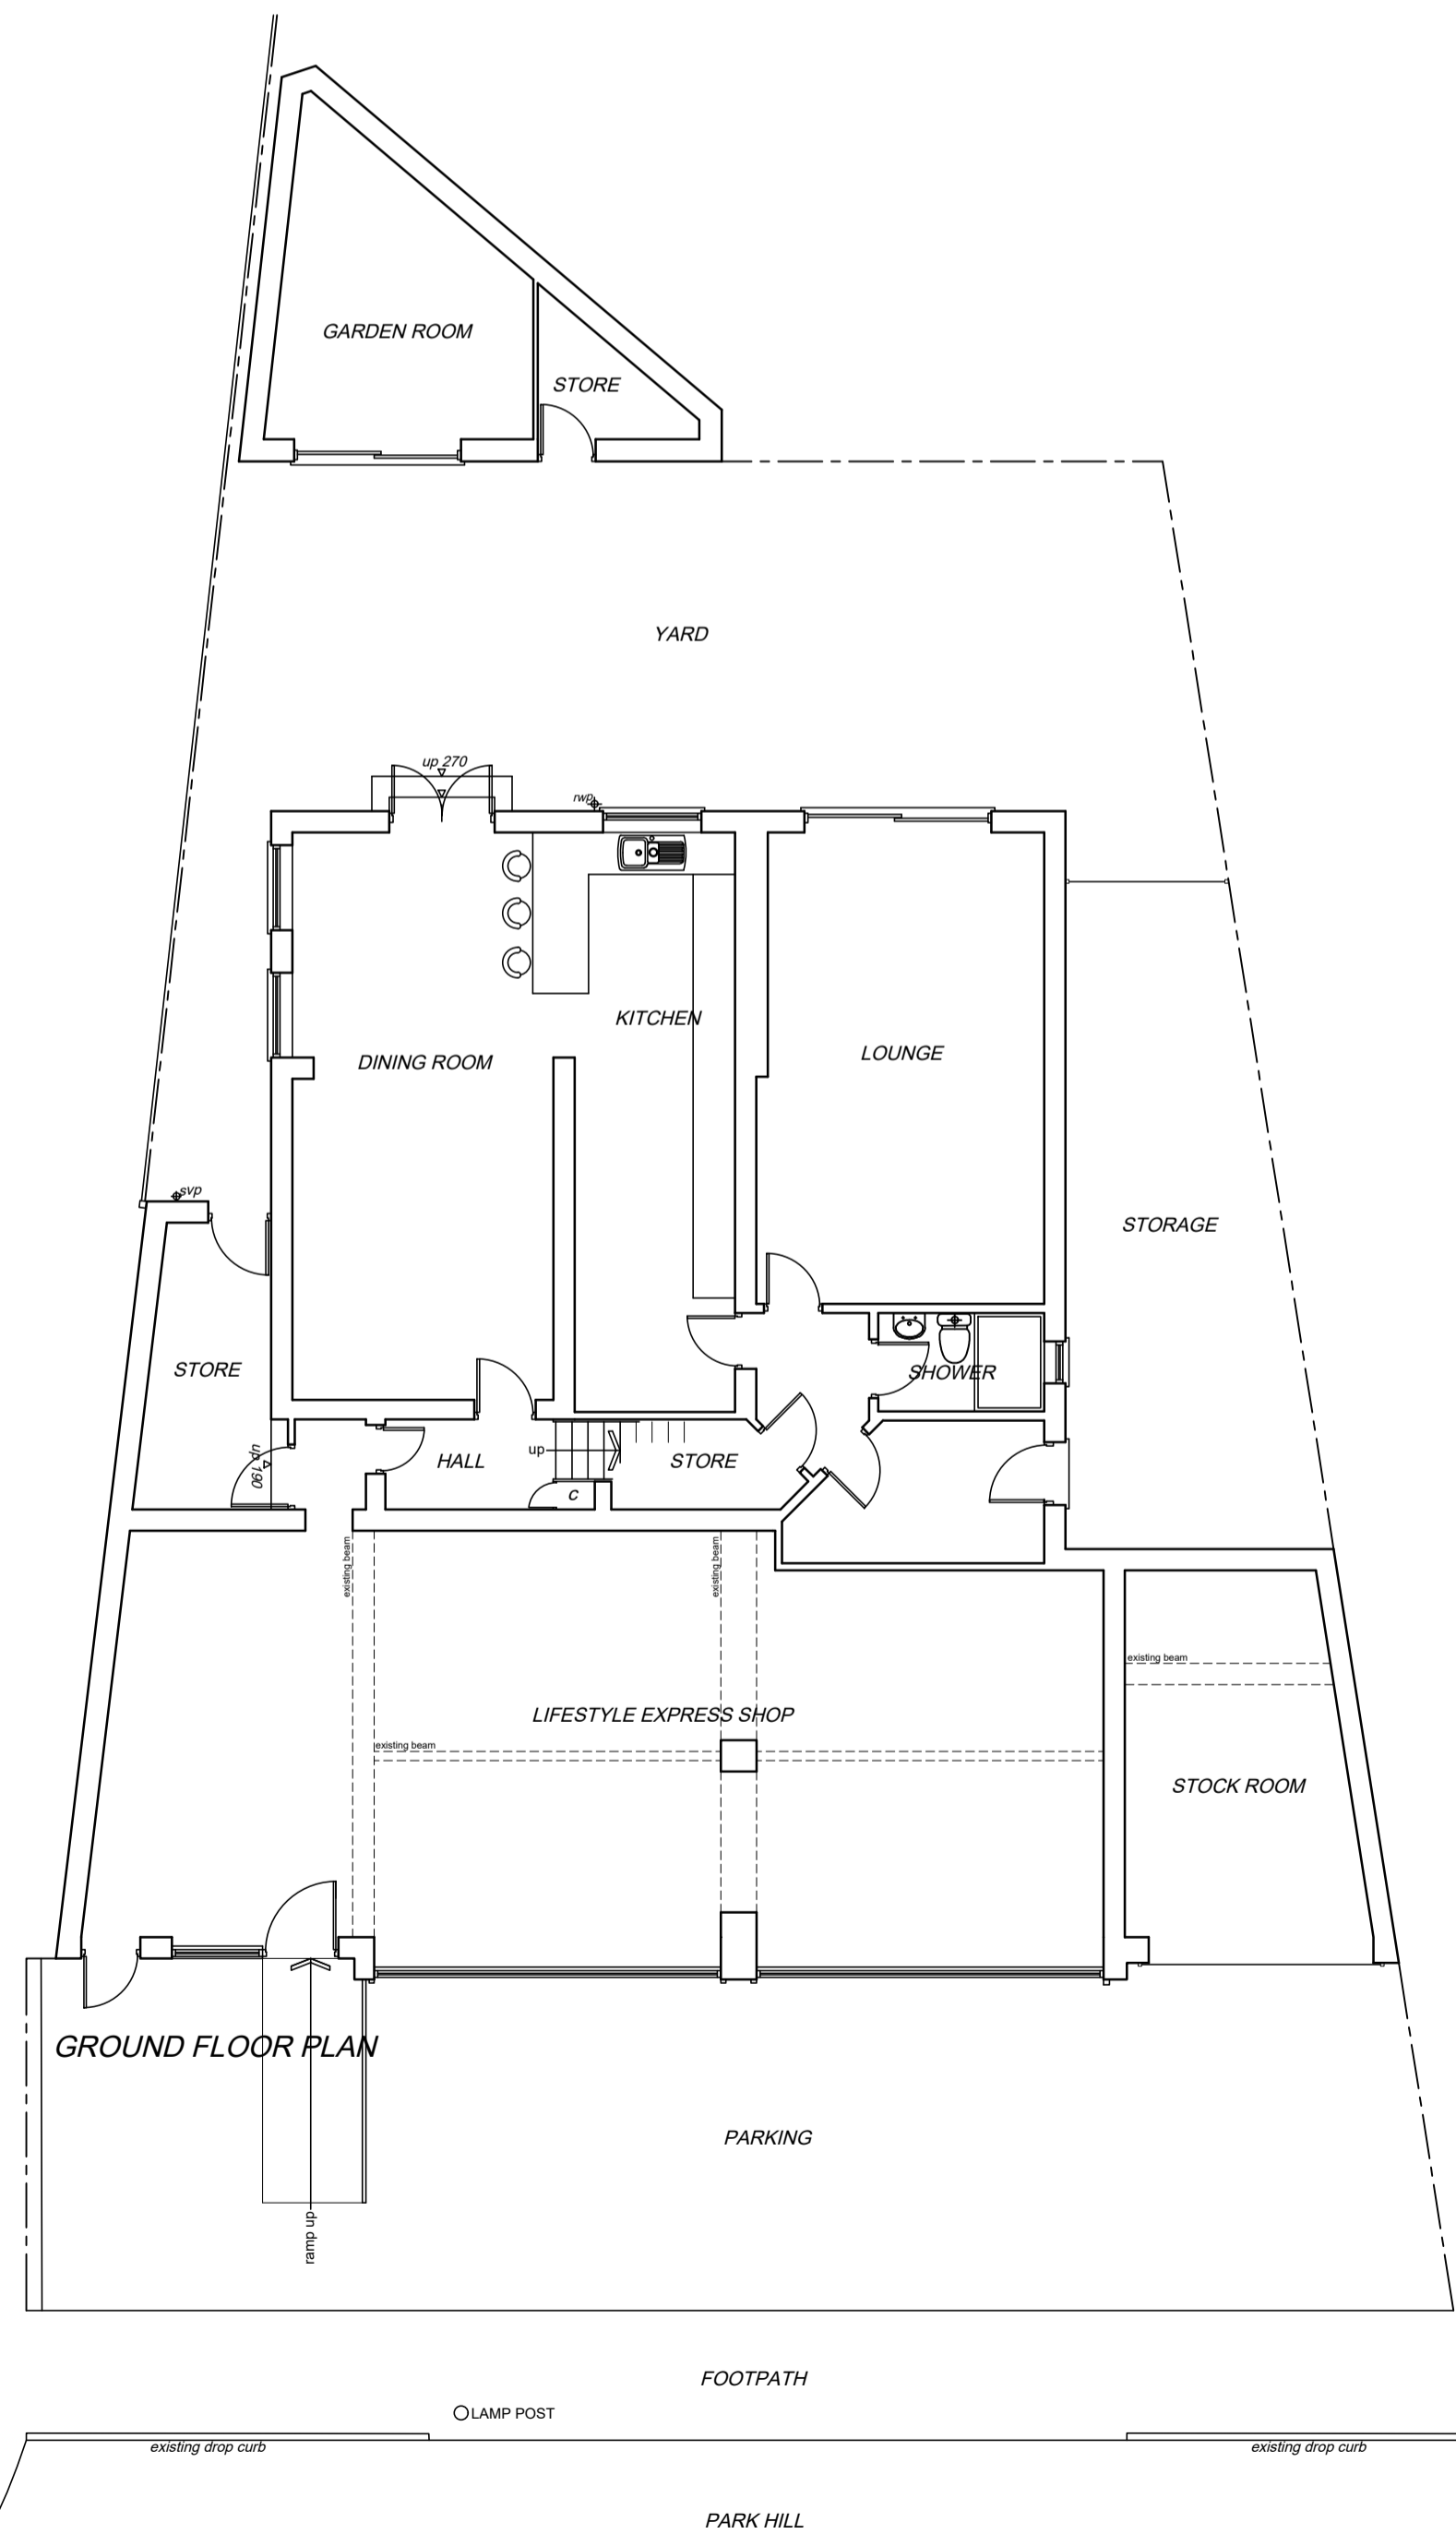 GARDEN ROOM
STORE
YARD
up 270
rwp
KITCHEN
LOUNGE
DINING ROOM
svp
STORAGE
STORE
SHOWER
up 190
up
HALL
STORE
c
existing beam
existing beam
existing beam
LIFESTYLE EXPRESS SHOP
existing beam
STOCK ROOM
GROUND FLOOR PLAN
PARKING
ramp up
FOOTPATH
LAMP POST
existing drop curb
existing drop curb
PARK HILL